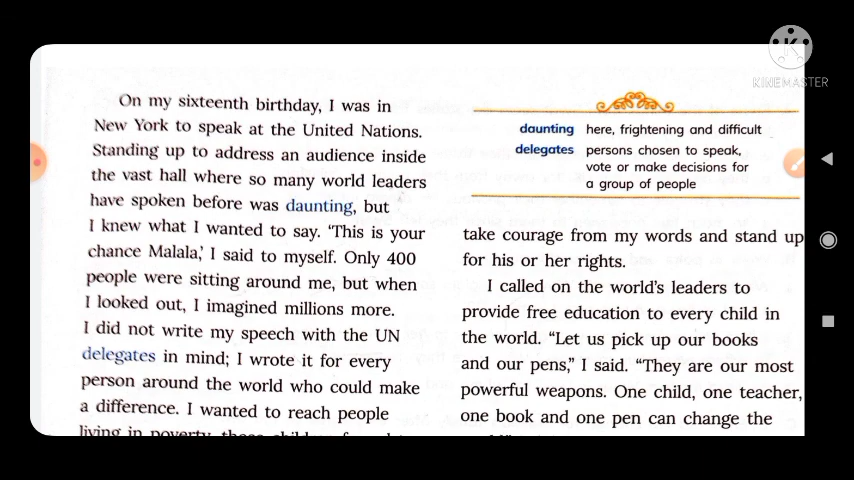 On my sixteenth birthday, I was in
New York to speak at the United Nations.
Standing up to address an audience inside
the vast hall where so many world leaders
have spoken before was daunting, but
I knew what I wanted to say. ‘This is your
chance Malala,’ I said to myself. Only 400
people were sitting around me, but when
I looked out, I imagined millions more.
I did not write my speech with the UN
delegates in mind; I wrote it for every
person around the world who could make
a difference. I wanted to reach people
living in poverty, those children
daunting here, frightening and difficult
delegates persons chosen to speak,
vote or make decisions for
a group of people
take courage from my words and stand up
for his or her rights.
I called on the world’s leaders to
provide free education to every child in
the world. “Let us pick up our books
and our pens,” I said. “They are our most
powerful weapons. One child, one teacher,
one book and one pen can change the
KINEMASTER